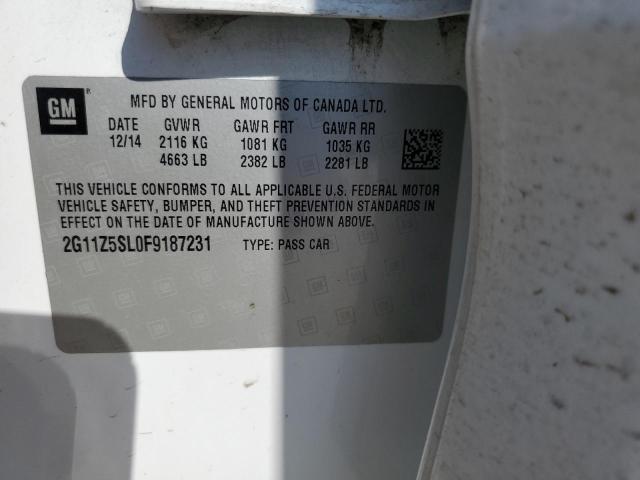 GM
MFD BY GENERAL MOTORS OF CANADA LTD.
DATE GVWR GAWR FRT GAWR RR
12/14 2116 KG 1081 KG 1035 KG
4663 LB 2382 LB 2281 LB
THIS VEHICLE CONFORMS TO ALL APPLICABLE U.S. FEDERAL MOTOR
VEHICLE SAFETY, BUMPER, AND THEFT PREVENTION STANDARDS IN
EFFECT ON THE DATE OF MANUFACTURE SHOWN ABOVE.
2G11Z5SL0F9187231 TYPE: PASS CAR